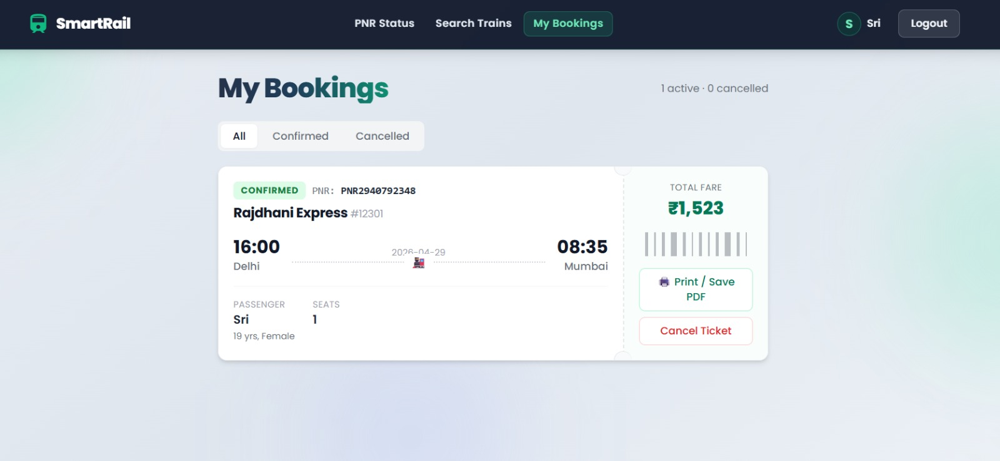 SmartRail
PNR Status
Search Trains
My Bookings
S
Sri
Logout
My Bookings
1 active · 0 cancelled
All
Confirmed
Cancelled
CONFIRMED
PNR: PNR2940792348
Rajdhani Express #12301
16:00
Delhi
2026-04-29
08:35
Mumbai
PASSENGER
Sri
19 yrs, Female
SEATS
1
TOTAL FARE
₹1,523
Print / Save
PDF
Cancel Ticket